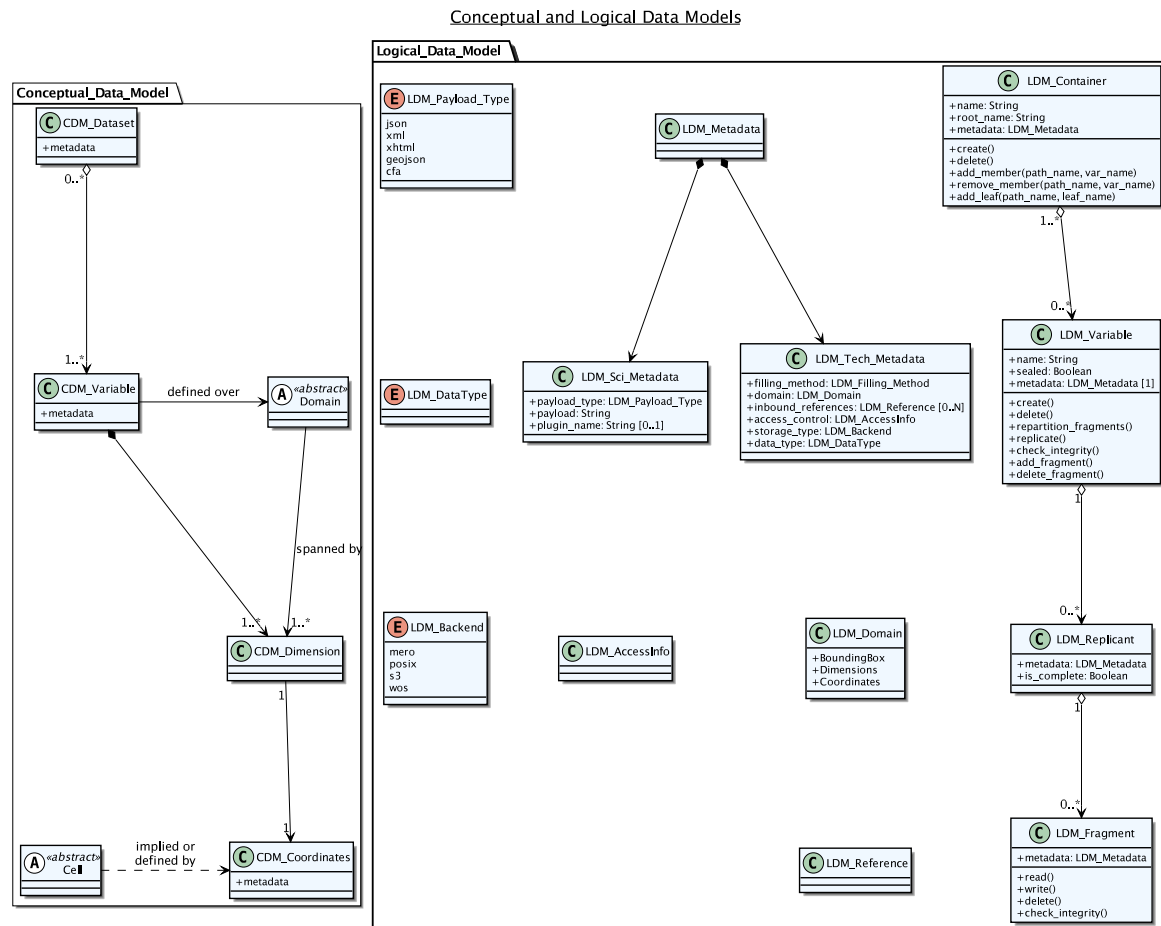 Conceptual and Logical Data Models
Conceptual_Data_Model
C CDM_Dataset
+metadata
0..*
1..*
C CDM_Variable
+metadata
defined over
A «abstract»
Domain
spanned by
1..*
1..*
C CDM_Dimension
1
1
A «abstract»
Cell
implied or
defined by
C CDM_Coordinates
+metadata
Logical_Data_Model
E LDM_Payload_Type
json
xml
xhtml
geojson
cfa
C LDM_Metadata
C LDM_Container
+name: String
+root_name: String
+metadata: LDM_Metadata
+create()
+delete()
+add_member(path_name, var_name)
+remove_member(path_name, var_name)
+add_leaf(path_name, leaf_name)
1..*
0..*
E LDM_DataType
C LDM_Sci_Metadata
+payload_type: LDM_Payload_Type
+payload: String
+plugin_name: String [0..1]
C LDM_Tech_Metadata
+filling_method: LDM_Filling_Method
+domain: LDM_Domain
+inbound_references: LDM_Reference [0..N]
+access_control: LDM_AccessInfo
+storage_type: LDM_Backend
+data_type: LDM_DataType
C LDM_Variable
+name: String
+sealed: Boolean
+metadata: LDM_Metadata [1]
+create()
+delete()
+repartition_fragments()
+replicate()
+check_integrity()
+add_fragment()
+delete_fragment()
1
0..*
E LDM_Backend
mero
posix
s3
wos
C LDM_AccessInfo
C LDM_Domain
+BoundingBox
+Dimensions
+Coordinates
C LDM_Replicant
+metadata: LDM_Metadata
+is_complete: Boolean
1
0..*
C LDM_Reference
C LDM_Fragment
+metadata: LDM_Metadata
+read()
+write()
+delete()
+check_integrity()